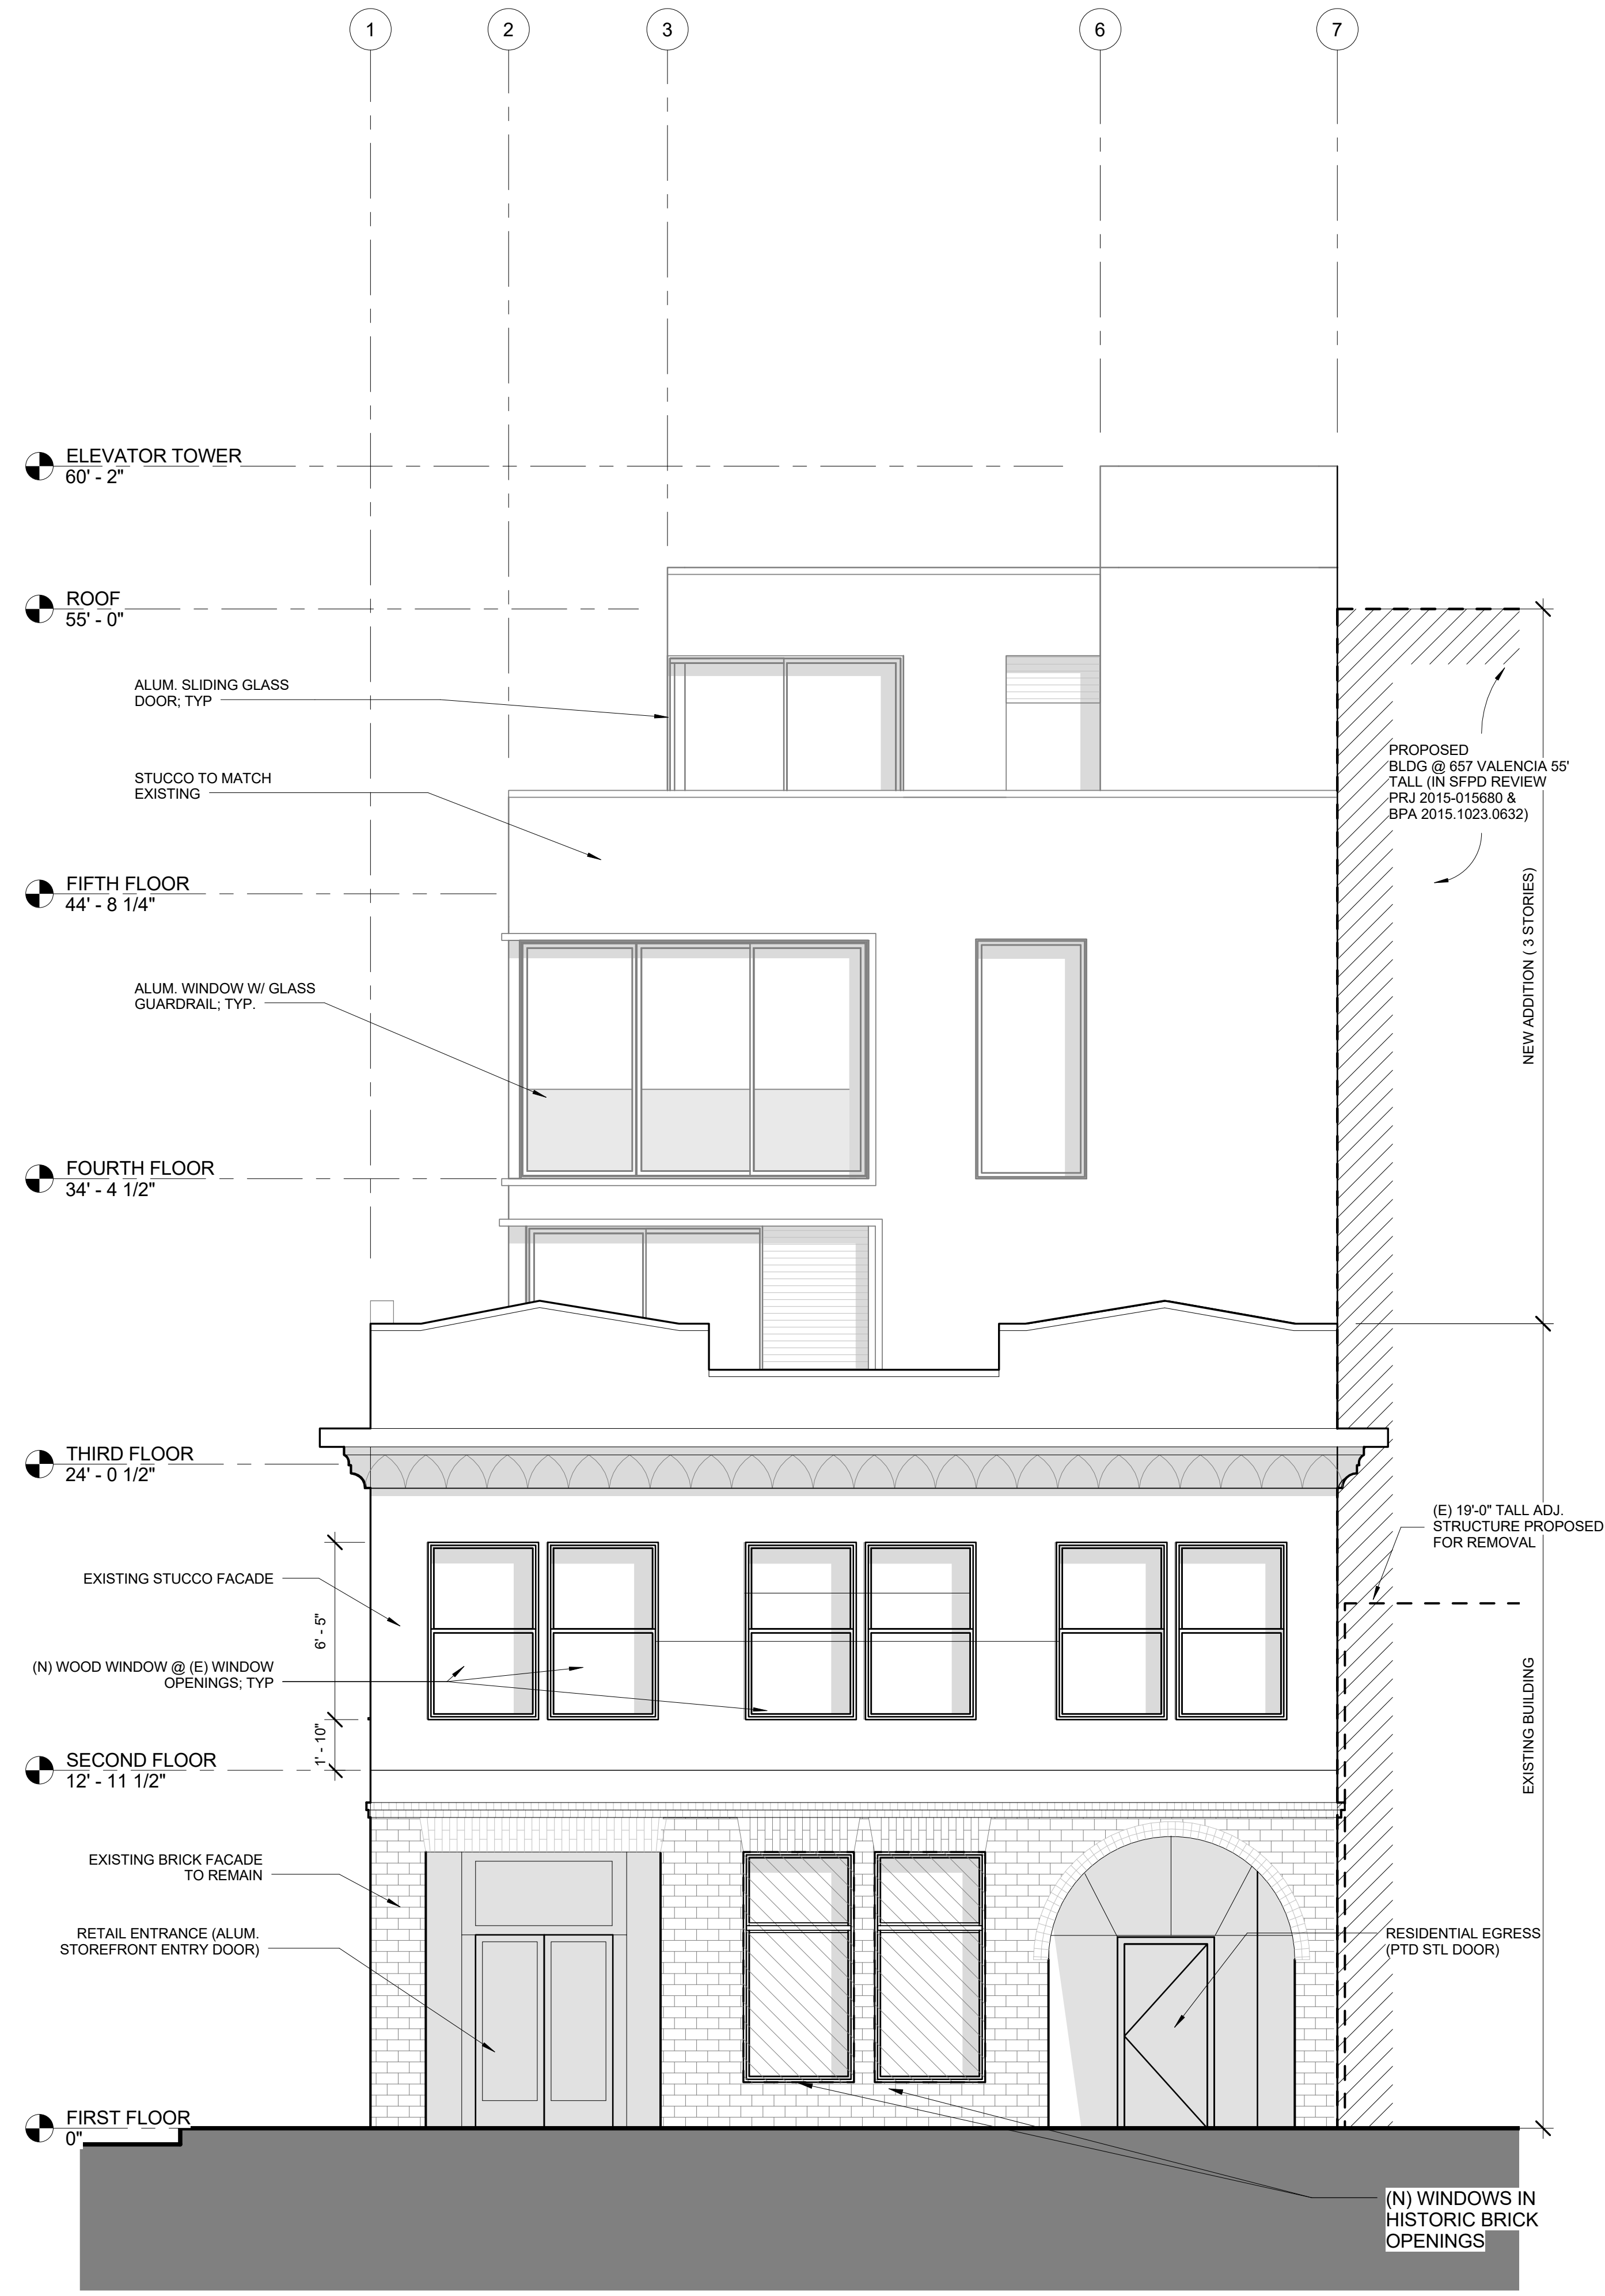 1
2
3
6
7
ELEVATOR TOWER
60' - 2"
ROOF
55' - 0"
ALUM. SLIDING GLASS
DOOR; TYP
STUCCO TO MATCH
EXISTING
PROPOSED
BLDG @ 657 VALENCIA 55'
TALL (IN SFPD REVIEW
PRJ 2015-015680 &
BPA 2015.1023.0632)
FIFTH FLOOR
44' - 8 1/4"
NEW ADDITION ( 3 STORIES)
ALUM. WINDOW W/ GLASS
GUARDRAIL; TYP.
FOURTH FLOOR
34' - 4 1/2"
THIRD FLOOR
24' - 0 1/2"
(E) 19'-0" TALL ADJ.
STRUCTURE PROPOSED
FOR REMOVAL
EXISTING STUCCO FACADE
6' - 5"
(N) WOOD WINDOW @ (E) WINDOW
OPENINGS; TYP
1' - 10"
EXISTING BUILDING
SECOND FLOOR
12' - 11 1/2"
EXISTING BRICK FACADE
TO REMAIN
RETAIL ENTRANCE (ALUM.
STOREFRONT ENTRY DOOR)
RESIDENTIAL EGRESS
(PTD STL DOOR)
FIRST FLOOR
0"
(N) WINDOWS IN
HISTORIC BRICK
OPENINGS